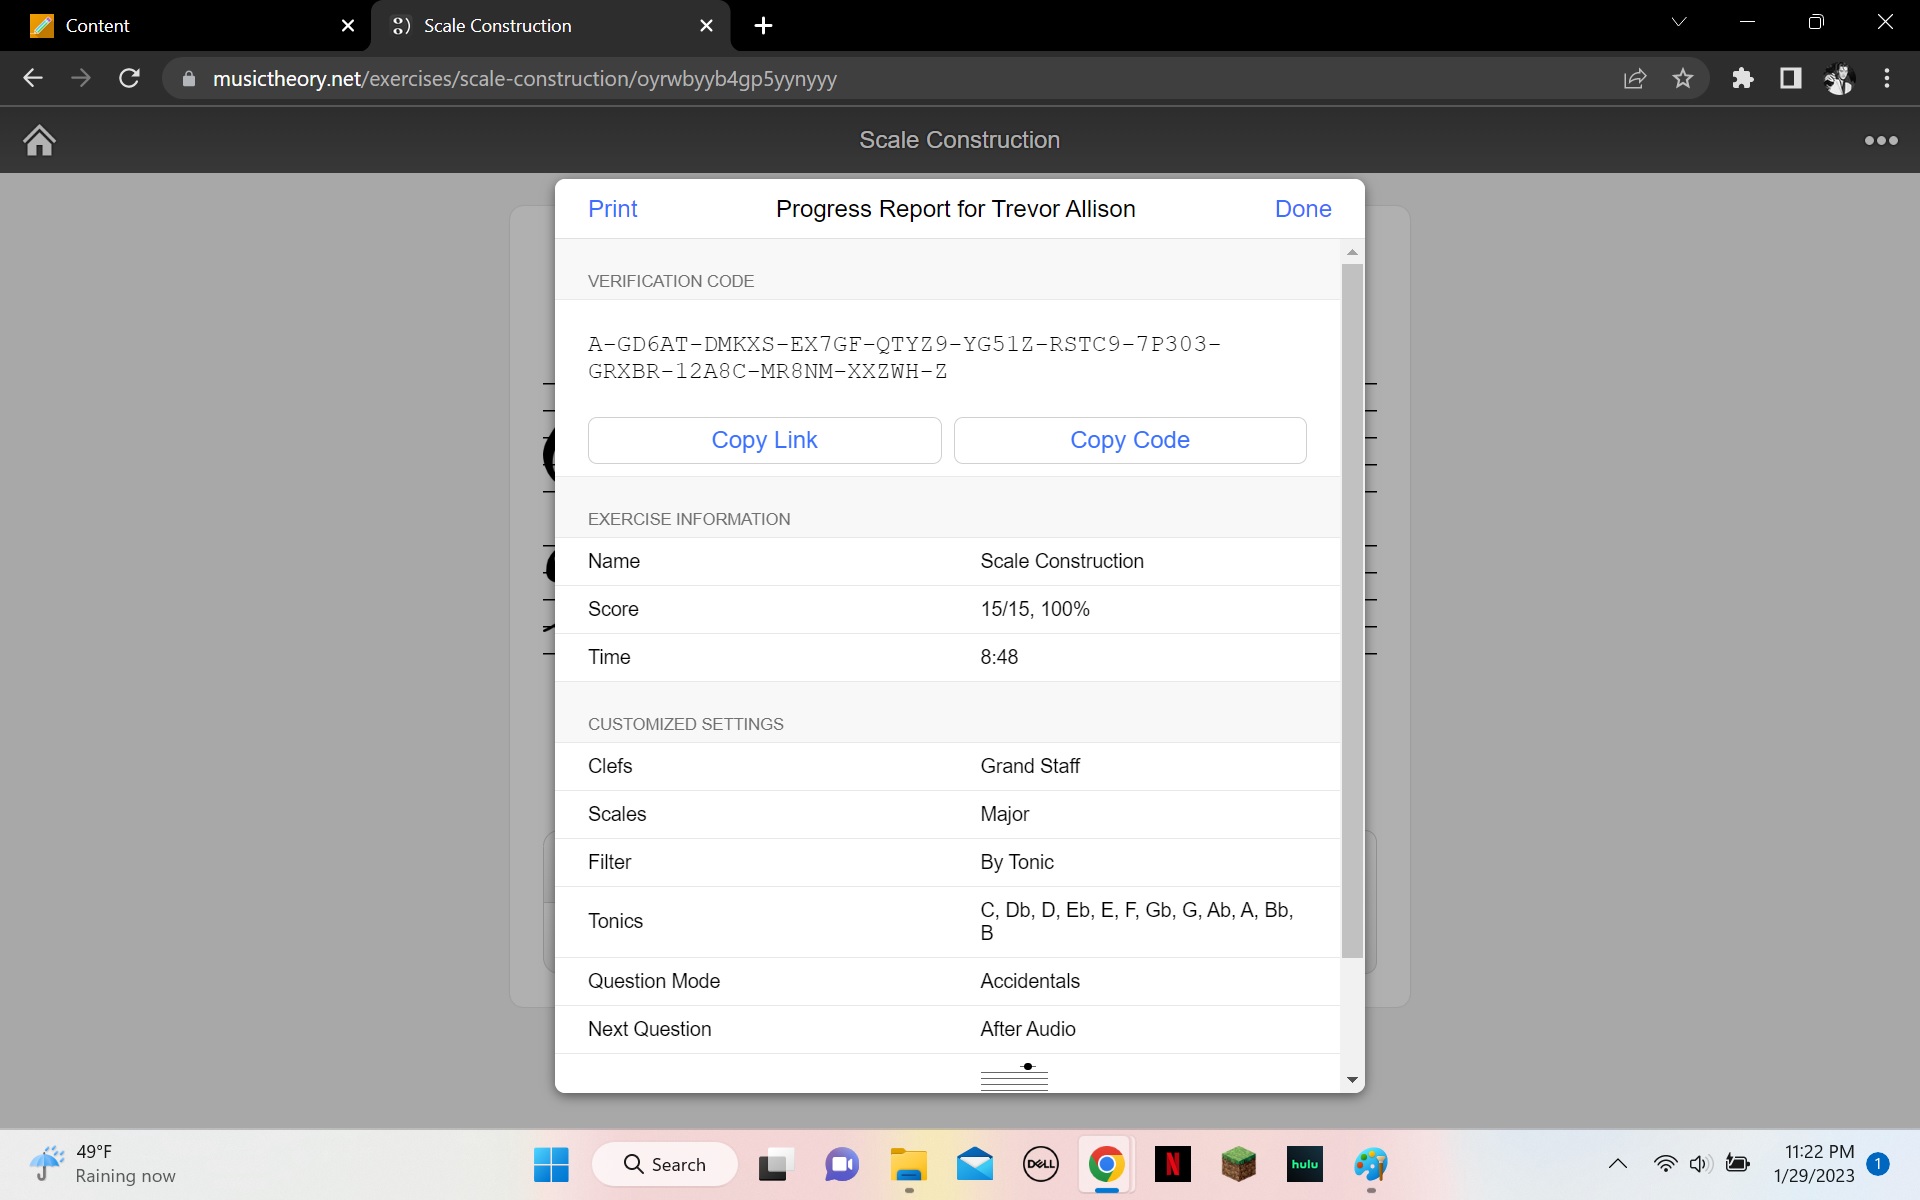 Content
Scale Construction
musictheory.net/exercises/scale-construction/oyrwbyyb4gp5yynyyy
Scale Construction
Print
Progress Report for Trevor Allison
Done
VERIFICATION CODE
A-GD6AT-DMKXS-EX7GF-QTYZ9-YG51Z-RSTC9-7P303-
GRXBR-12A8C-MR8NM-XXZWH-Z
Copy Link
Copy Code
EXERCISE INFORMATION
Name Scale Construction
Score 15/15, 100%
Time 8:48
CUSTOMIZED SETTINGS
Clefs Grand Staff
Scales Major
Filter By Tonic
Tonics C, Db, D, Eb, E, F, Gb, G, Ab, A, Bb,
B
Question Mode Accidentals
Next Question After Audio
49°F
Raining now
Search
DELL
N
hulu
11:22 PM
1/29/2023
1